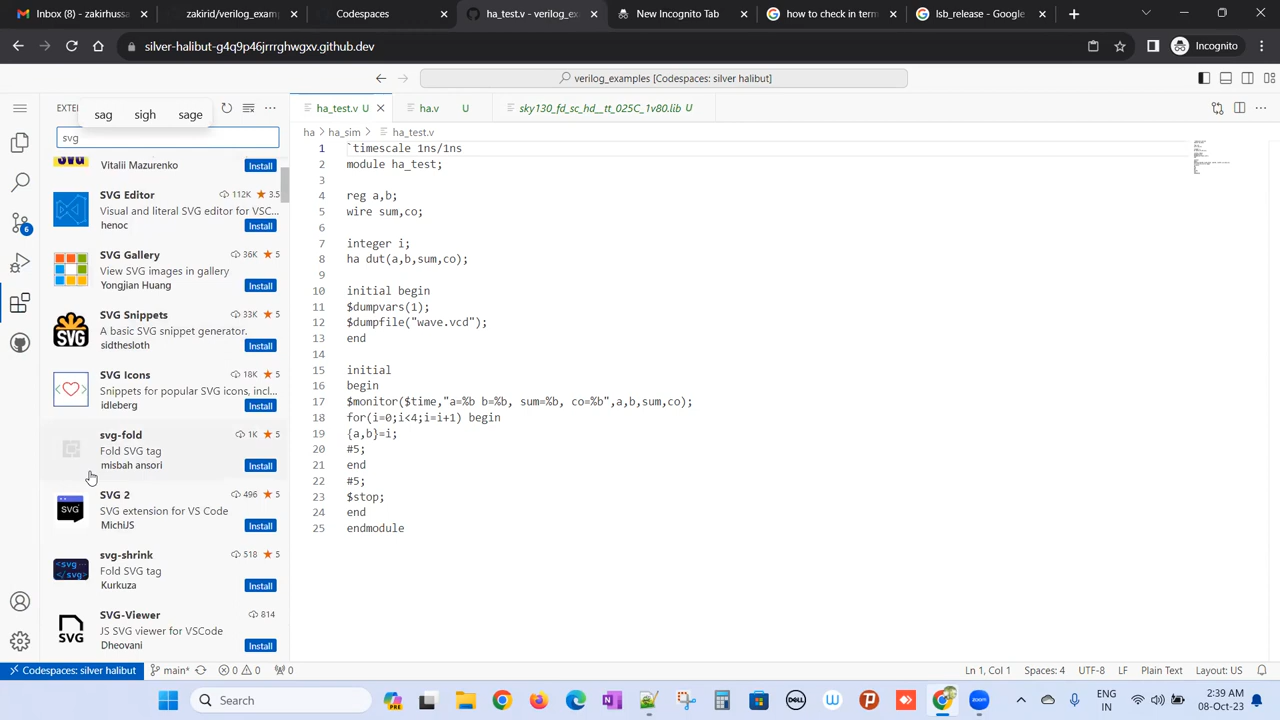 Inbox (8) - zakirhussa
zakirid/verilog_examp
Codespaces
ha_test.v - verilog_ex
New Incognito Tab
how to check in term
lsb_release - Google
silver-halibut-g4q9p46jrrrghwgxv.github.dev
Incognito
verilog_examples [Codespaces: silver halibut]
EXTE
sag sigh sage
svg
ha_test.v U
ha.v U
sky130_fd_sc_hd__tt_025C_1v80.lib U
ha ha_sim ha_test.v
Vitalii Mazurenko
Install
SVG Editor 112K 3.5
Visual and literal SVG editor for VSC...
henoc Install
SVG Gallery 36K 5
View SVG images in gallery
Yongjian Huang Install
SVG Snippets 33K 5
A basic SVG snippet generator.
sidthesloth Install
SVG Icons 18K 5
Snippets for popular SVG icons, incl...
idleberg Install
svg-fold 1K 5
Fold SVG tag
misbah ansori Install
SVG 2 496 5
SVG extension for VS Code
MichiJS Install
svg-shrink 518 5
Fold SVG tag
Kurkuza Install
SVG-Viewer 814
JS SVG viewer for VSCode
Dheovani Install
SVG
SVG
<svg>
</svg>
SVG
6
1 `timescale 1ns/1ns
2 module ha_test;
3
4 reg a,b;
5 wire sum,co;
6
7 integer i;
8 ha dut(a,b,sum,co);
9
10 initial begin
11 $dumpvars(1);
12 $dumpfile("wave.vcd");
13 end
14
15 initial
16 begin
17 $monitor($time,"a=%b b=%b, sum=%b, co=%b",a,b,sum,co);
18 for(i=0;i<4;i=i+1) begin
19 {a,b}=i;
20 #5;
21 end
22 #5;
23 $stop;
24 end
25 endmodule
Codespaces: silver halibut main* 0 0 0
Ln 1, Col 1 Spaces: 4 UTF-8 LF Plain Text Layout: US
Search
ENG
IN
2:39 AM
08-Oct-23